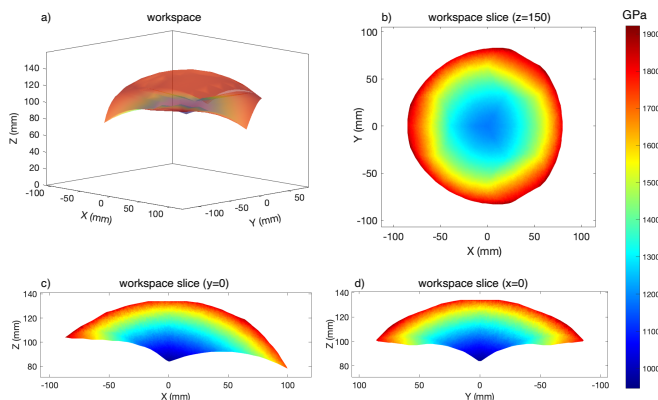 a) workspace
Z (mm)
140
120
100
80
60
40
20
0
-100
-50
0
50
100
X (mm)
-100
-50
0
50
Y (mm)
b) workspace slice (z=150)
Y (mm)
100
50
0
-50
-100
-100 -50 0 50 100
X (mm)
GPa
1900
1800
1700
1600
1500
1400
1300
1200
1100
1000
c) workspace slice (y=0)
Z (mm)
140
120
100
80
-100 -50 0 50 100
X (mm)
d) workspace slice (x=0)
Z (mm)
140
120
100
80
100 50 0 -50 -100
Y (mm)